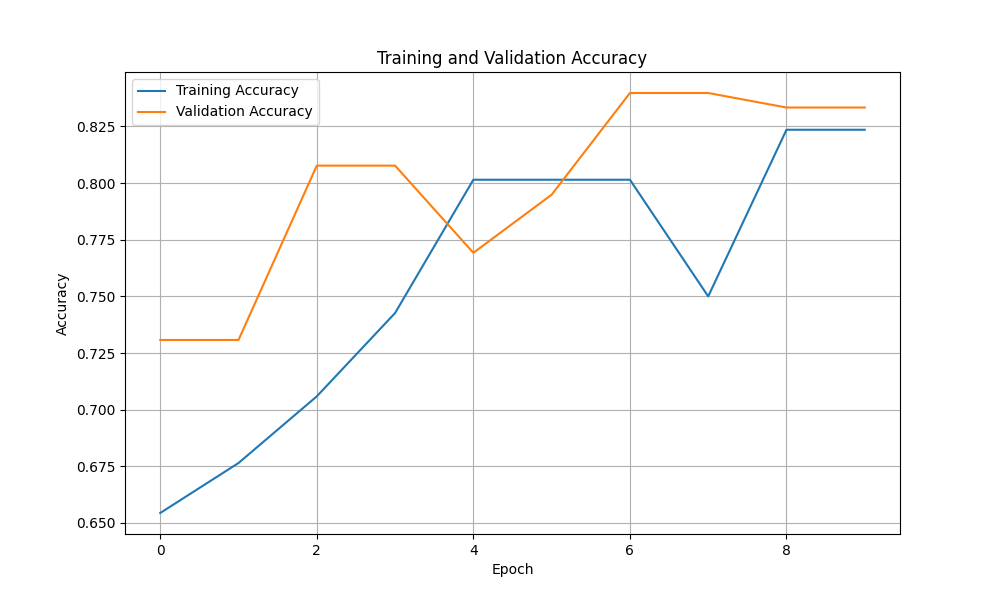 Training and Validation Accuracy
Training Accuracy
Validation Accuracy
0.825
0.800
0.775
0.750
0.725
0.700
0.675
0.650
Accuracy
0 2 4 6 8
Epoch